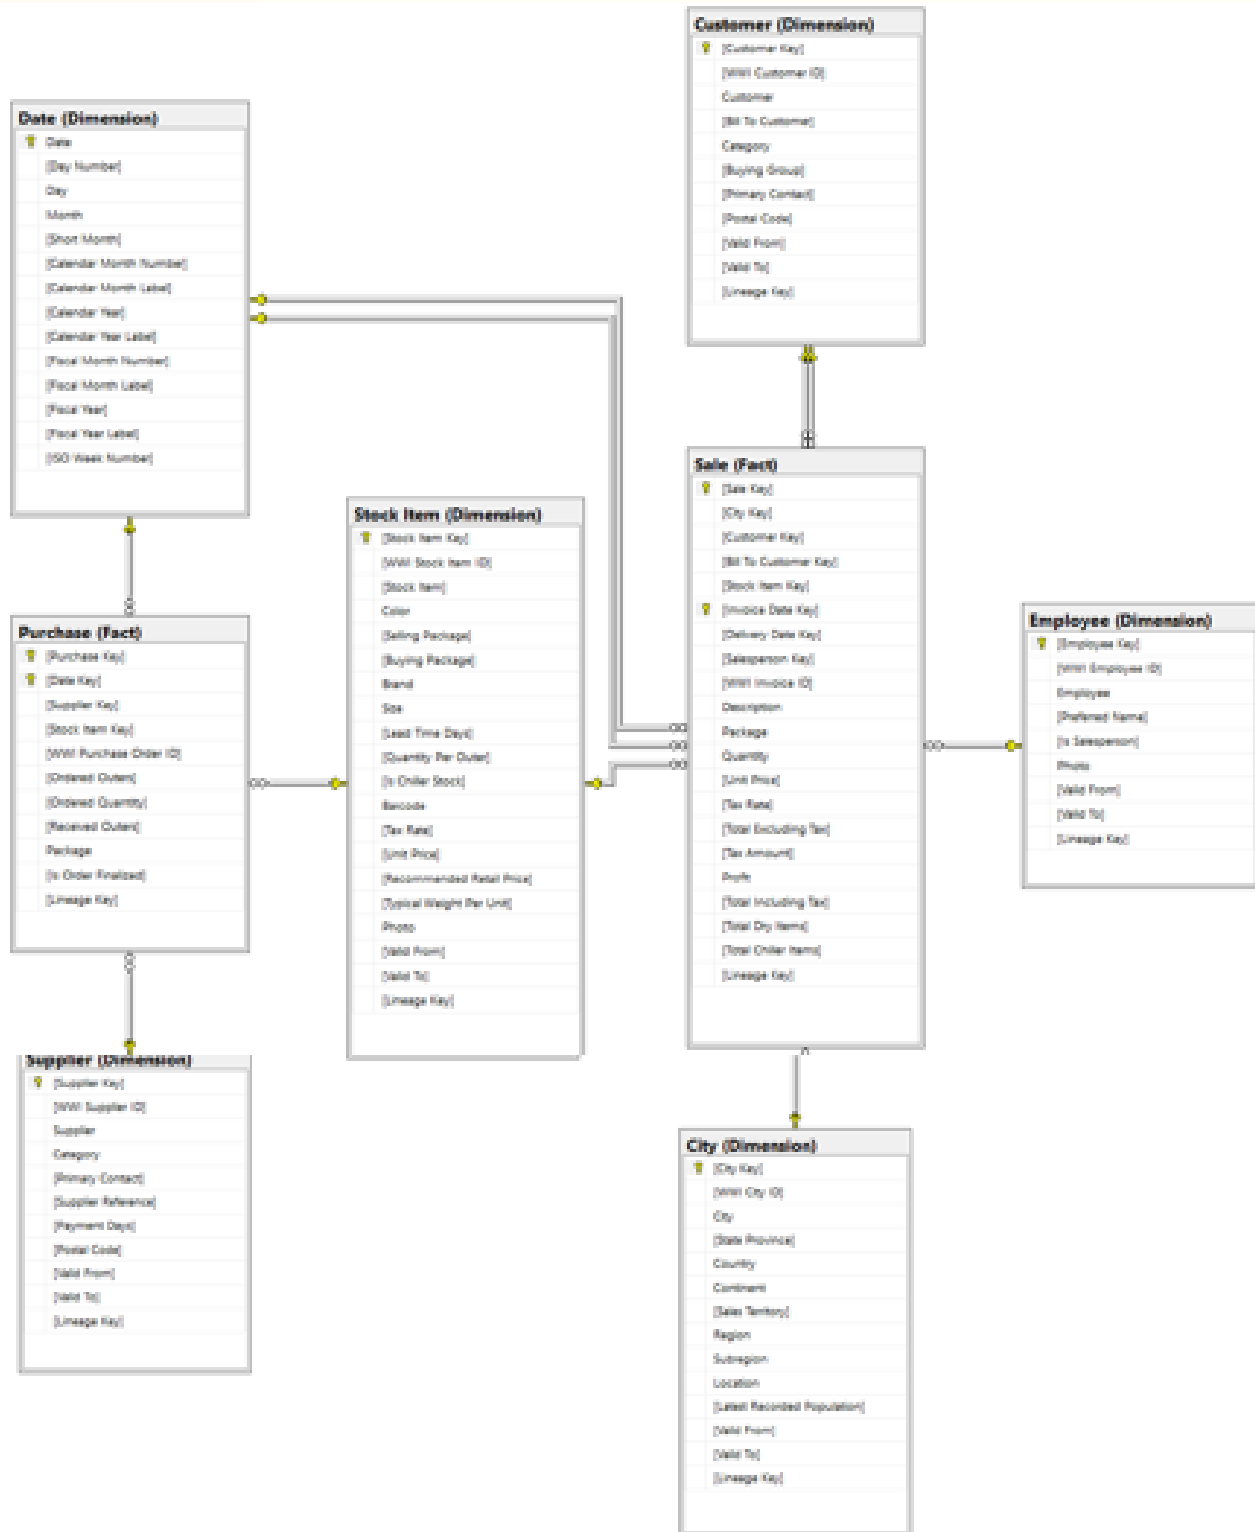 Customer (Dimension)
[Customer Key]
[WWI Customer ID]
Customer
[Bill To Customer]
Category
[Buying Group]
[Primary Contact]
[Postal Code]
[Valid From]
[Valid To]
[Lineage Key]
Date (Dimension)
Date
[Day Number]
Day
Month
[Short Month]
[Calendar Month Number]
[Calendar Month Label]
[Calendar Year]
[Calendar Year Label]
[Fiscal Month Number]
[Fiscal Month Label]
[Fiscal Year]
[Fiscal Year Label]
[ISO Week Number]
Sale (Fact)
[Sale Key]
[City Key]
[Customer Key]
[Bill To Customer Key]
[Stock Item Key]
[Invoice Date Key]
[Delivery Date Key]
[Salesperson Key]
[WWI Invoice ID]
Description
Package
Quantity
[Unit Price]
[Tax Rate]
[Total Excluding Tax]
[Tax Amount]
Profit
[Total Including Tax]
[Total Dry Items]
[Total Chiller Items]
[Lineage Key]
Stock Item (Dimension)
[Stock Item Key]
[WWI Stock Item ID]
[Stock Item]
Color
[Selling Package]
[Buying Package]
Brand
Size
[Lead Time Days]
[Quantity Per Outer]
[Is Chiller Stock]
Barcode
[Tax Rate]
[Unit Price]
[Recommended Retail Price]
[Typical Weight Per Unit]
Photo
[Valid From]
[Valid To]
[Lineage Key]
Employee (Dimension)
[Employee Key]
[WWI Employee ID]
Employee
[Preferred Name]
[Is Salesperson]
Photo
[Valid From]
[Valid To]
[Lineage Key]
Purchase (Fact)
[Purchase Key]
[Date Key]
[Supplier Key]
[Stock Item Key]
[WWI Purchase Order ID]
[Ordered Outers]
[Ordered Quantity]
[Received Outers]
Package
[Is Order Finalized]
[Lineage Key]
Supplier (Dimension)
[Supplier Key]
[WWI Supplier ID]
Supplier
Category
[Primary Contact]
[Supplier Reference]
[Payment Days]
[Postal Code]
[Valid From]
[Valid To]
[Lineage Key]
City (Dimension)
[City Key]
[WWI City ID]
City
[State Province]
Country
Continent
[Sales Territory]
Region
Subregion
Location
[Latest Recorded Population]
[Valid From]
[Valid To]
[Lineage Key]